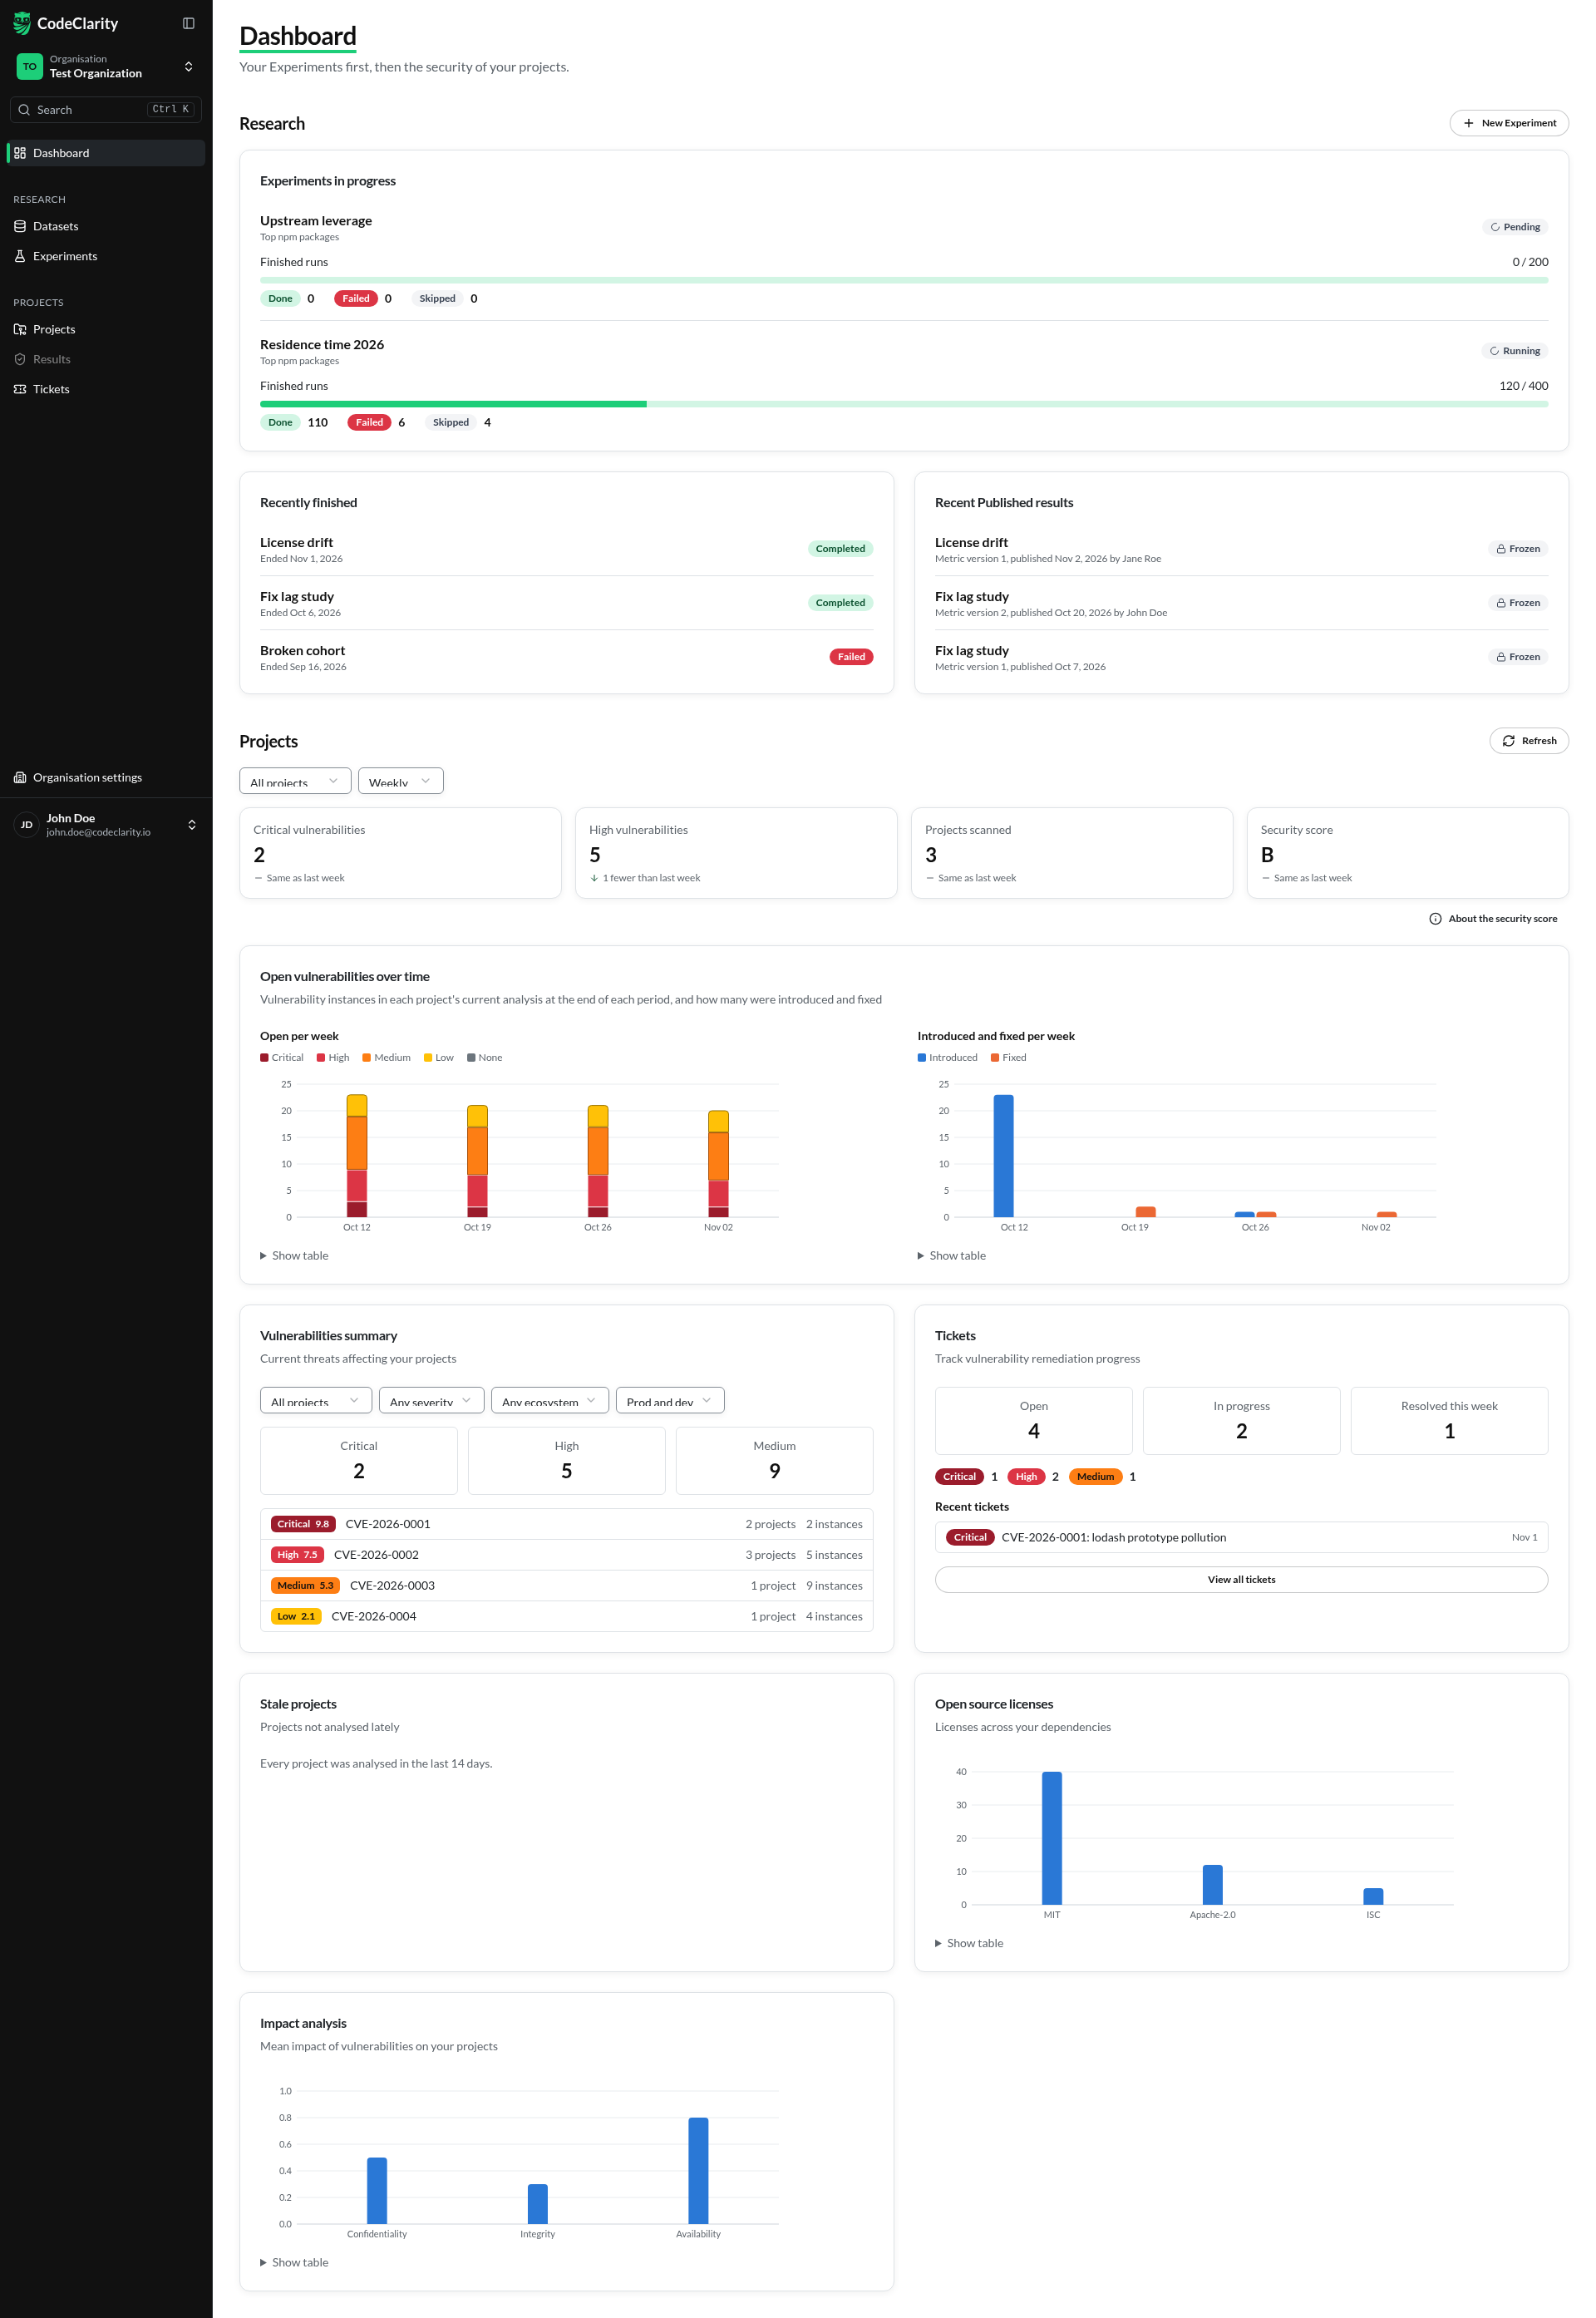 CodeClarity
TO
Organisation
Test Organization
Search
Ctrl K
Dashboard
RESEARCH
Datasets
Experiments
PROJECTS
Projects
Results
Tickets
Organisation settings
JD
John Doe
john.doe@codeclarity.io
Dashboard
Your Experiments first, then the security of your projects.
Research
New Experiment
Experiments in progress
Upstream leverage
Top npm packages
Pending
Finished runs
0 / 200
Done 0 Failed 0 Skipped 0
Residence time 2026
Top npm packages
Running
Finished runs
120 / 400
Done 110 Failed 6 Skipped 4
Recently finished
License drift
Ended Nov 1, 2026
Completed
Fix lag study
Ended Oct 6, 2026
Completed
Broken cohort
Ended Sep 16, 2026
Failed
Recent Published results
License drift
Metric version 1, published Nov 2, 2026 by Jane Roe
Frozen
Fix lag study
Metric version 2, published Oct 20, 2026 by John Doe
Frozen
Fix lag study
Metric version 1, published Oct 7, 2026
Frozen
Projects
Refresh
All projects
Weekly
Critical vulnerabilities
2
Same as last week
High vulnerabilities
5
1 fewer than last week
Projects scanned
3
Same as last week
Security score
B
Same as last week
About the security score
Open vulnerabilities over time
Vulnerability instances in each project's current analysis at the end of each period, and how many were introduced and fixed
Open per week
Critical High Medium Low None
25
20
15
10
5
0
Oct 12 Oct 19 Oct 26 Nov 02
Show table
Introduced and fixed per week
Introduced Fixed
25
20
15
10
5
0
Oct 12 Oct 19 Oct 26 Nov 02
Show table
Vulnerabilities summary
Current threats affecting your projects
All projects
Any severity
Any ecosystem
Prod and dev
Critical
2
High
5
Medium
9
Critical 9.8 CVE-2026-0001 2 projects 2 instances
High 7.5 CVE-2026-0002 3 projects 5 instances
Medium 5.3 CVE-2026-0003 1 project 9 instances
Low 2.1 CVE-2026-0004 1 project 4 instances
Tickets
Track vulnerability remediation progress
Open
4
In progress
2
Resolved this week
1
Critical 1 High 2 Medium 1
Recent tickets
Critical CVE-2026-0001: lodash prototype pollution Nov 1
View all tickets
Stale projects
Projects not analysed lately
Every project was analysed in the last 14 days.
Open source licenses
Licenses across your dependencies
40
30
20
10
0
MIT Apache-2.0 ISC
Show table
Impact analysis
Mean impact of vulnerabilities on your projects
1.0
0.8
0.6
0.4
0.2
0.0
Confidentiality Integrity Availability
Show table